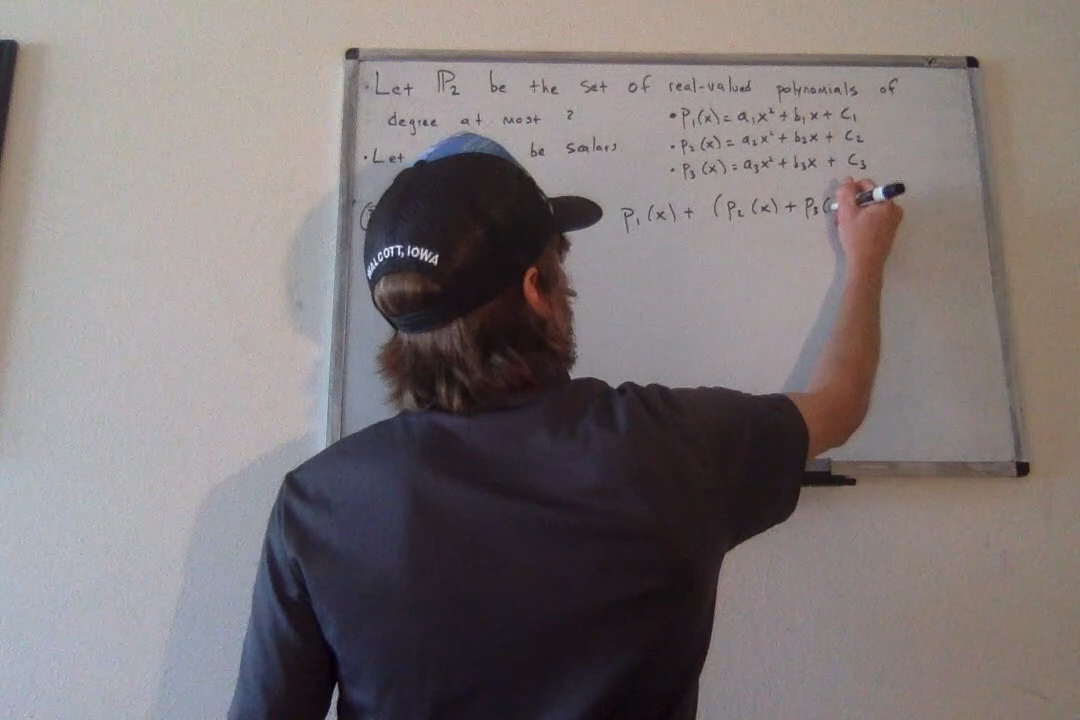 • Let ℙ₂ be the set of real-valued polynomials of
degree at most 2
• p₁(x) = a₁x² + b₁x + c₁
• p₂(x) = a₂x² + b₂x + c₂
• Let be scalars
• p₃(x) = a₃x² + b₃x + c₃
p₁(x) + (p₂(x) + p₃(
WALCOTT, IOWA